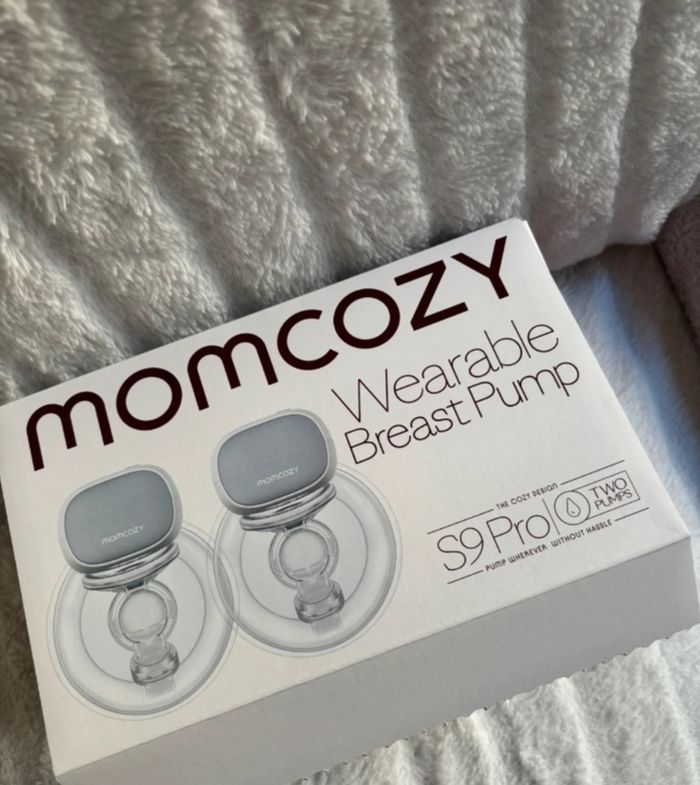 momcozy
Wearable
Breast Pump
THE COZY DESIGN
S9 Pro
TWO
PUMPS
PUMP WHEREVER WITHOUT HASSLE
momcozy
momcozy